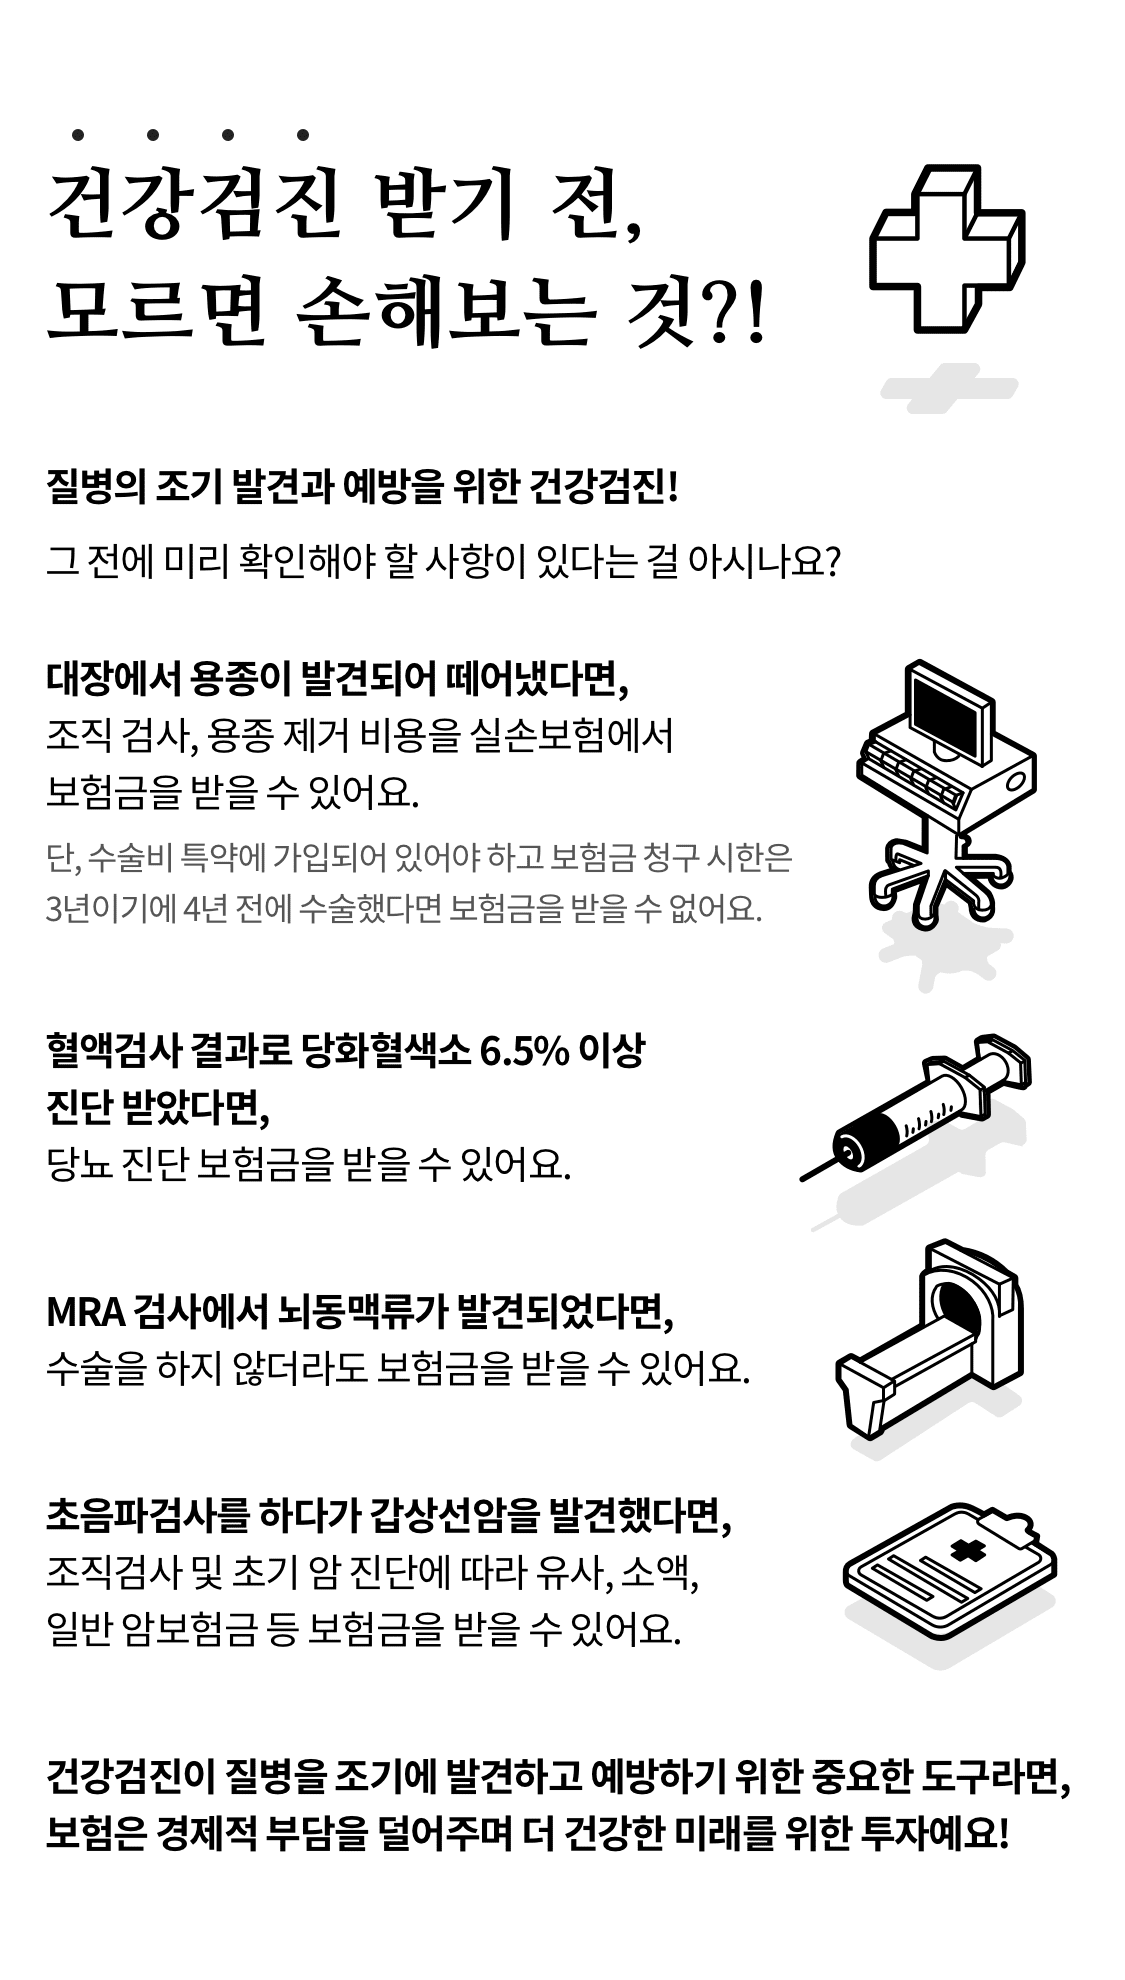 건강검진 받기 전,
모르면 손해보는 것?!
질병의 조기 발견과 예방을 위한 건강검진!
그 전에 미리 확인해야 할 사항이 있다는 걸 아시나요?
대장에서 용종이 발견되어 떼어냈다면,
조직 검사, 용종 제거 비용을 실손보험에서
보험금을 받을 수 있어요.
단, 수술비 특약에 가입되어 있어야 하고 보험금 청구 시한은
3년이기에 4년 전에 수술했다면 보험금을 받을 수 없어요.
혈액검사 결과로 당화혈색소 6.5% 이상
진단 받았다면,
당뇨 진단 보험금을 받을 수 있어요.
MRA 검사에서 뇌동맥류가 발견되었다면,
수술을 하지 않더라도 보험금을 받을 수 있어요.
초음파검사를 하다가 갑상선암을 발견했다면,
조직검사 및 초기 암 진단에 따라 유사, 소액,
일반 암보험금 등 보험금을 받을 수 있어요.
건강검진이 질병을 조기에 발견하고 예방하기 위한 중요한 도구라면,
보험은 경제적 부담을 덜어주며 더 건강한 미래를 위한 투자예요!